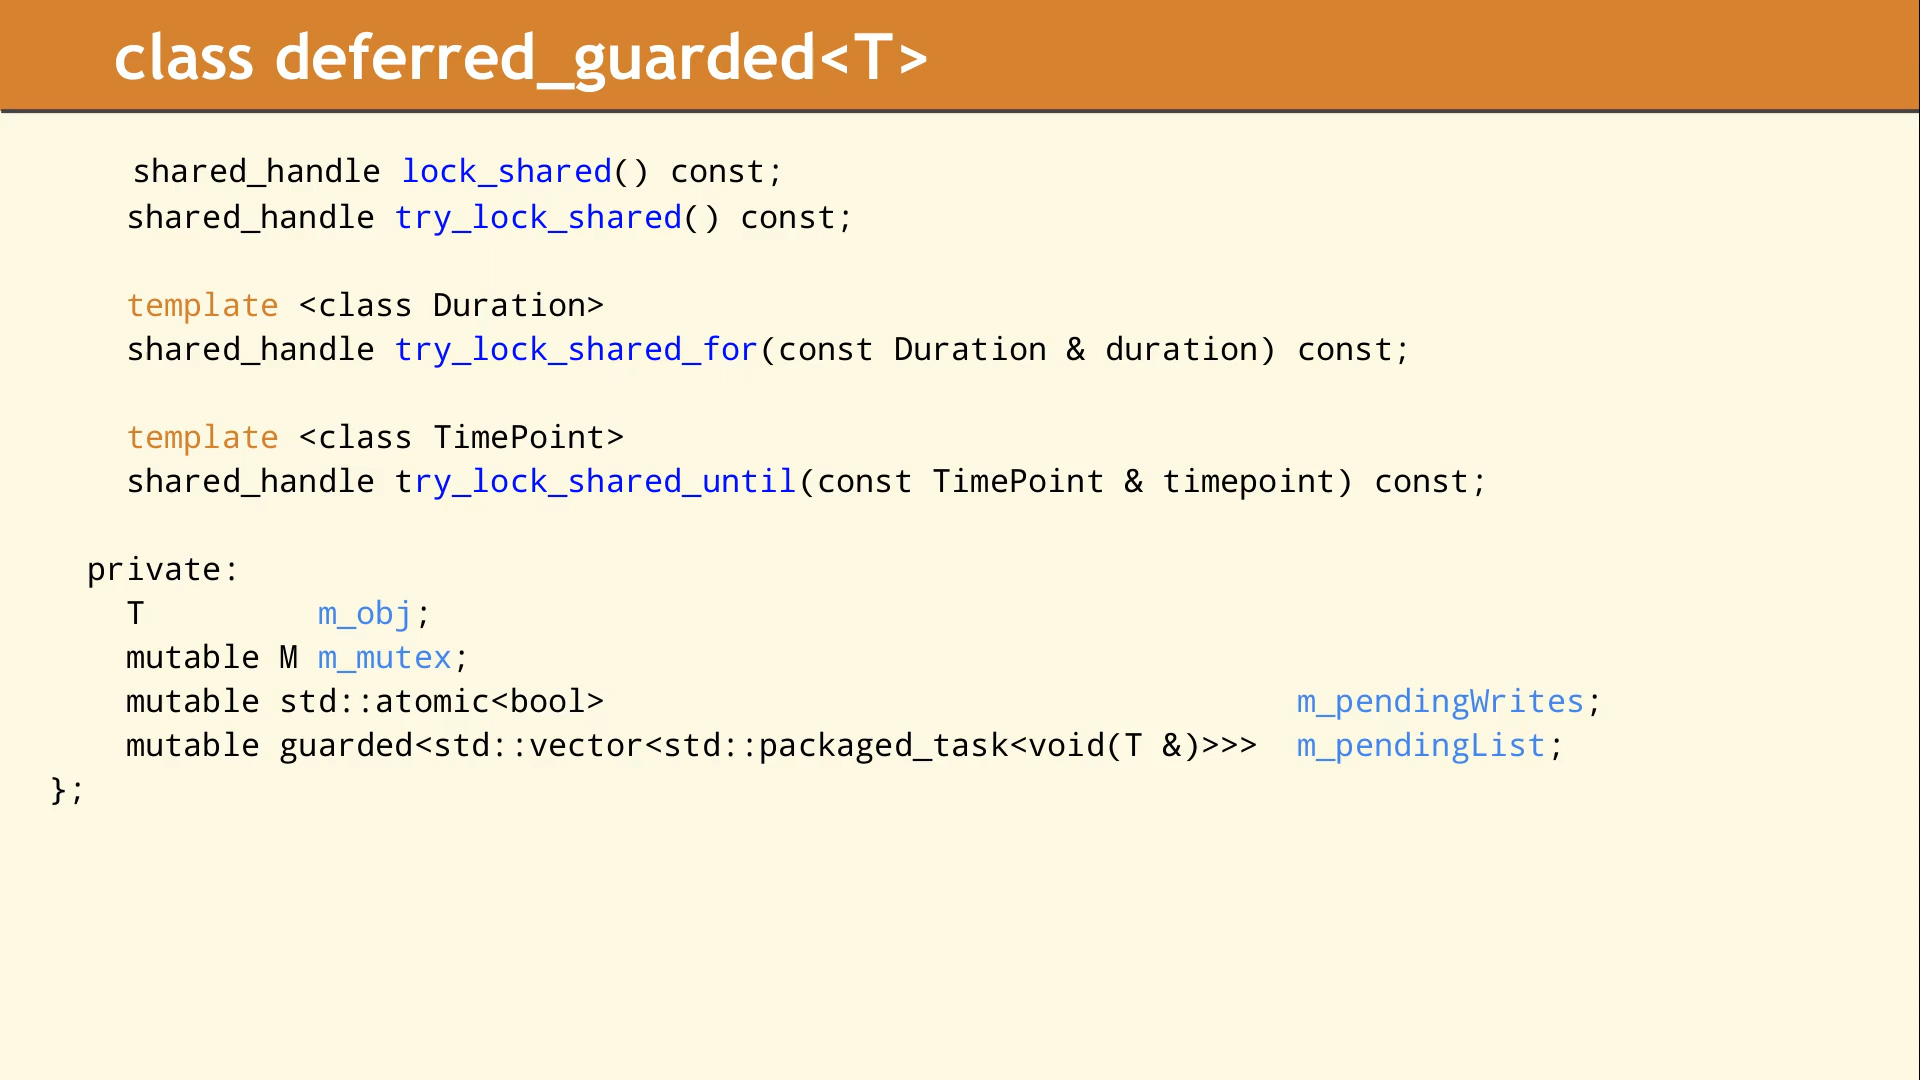 class deferred_guarded<T>
shared_handle lock_shared() const;
shared_handle try_lock_shared() const;
template <class Duration>
shared_handle try_lock_shared_for(const Duration & duration) const;
template <class TimePoint>
shared_handle try_lock_shared_until(const TimePoint & timepoint) const;
private:
T m_obj;
mutable M m_mutex;
mutable std::atomic<bool> m_pendingWrites;
mutable guarded<std::vector<std::packaged_task<void(T &)>>> m_pendingList;
};